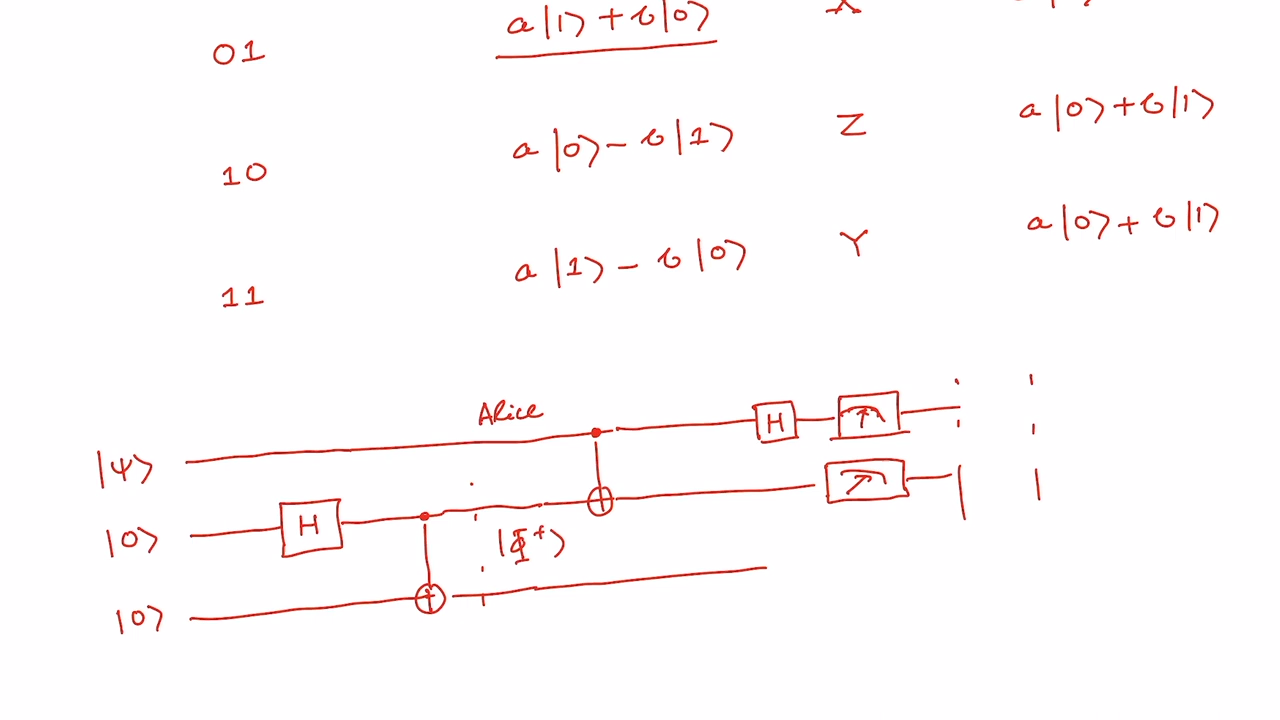 01 a|1⟩ + b|0⟩ X
10 a|0⟩ - b|1⟩ Z a|0⟩ + b|1⟩
11 a|1⟩ - b|0⟩ Y a|0⟩ + b|1⟩
Alice
|ψ⟩ H
|0⟩ H
|Φ⁺⟩
|0⟩